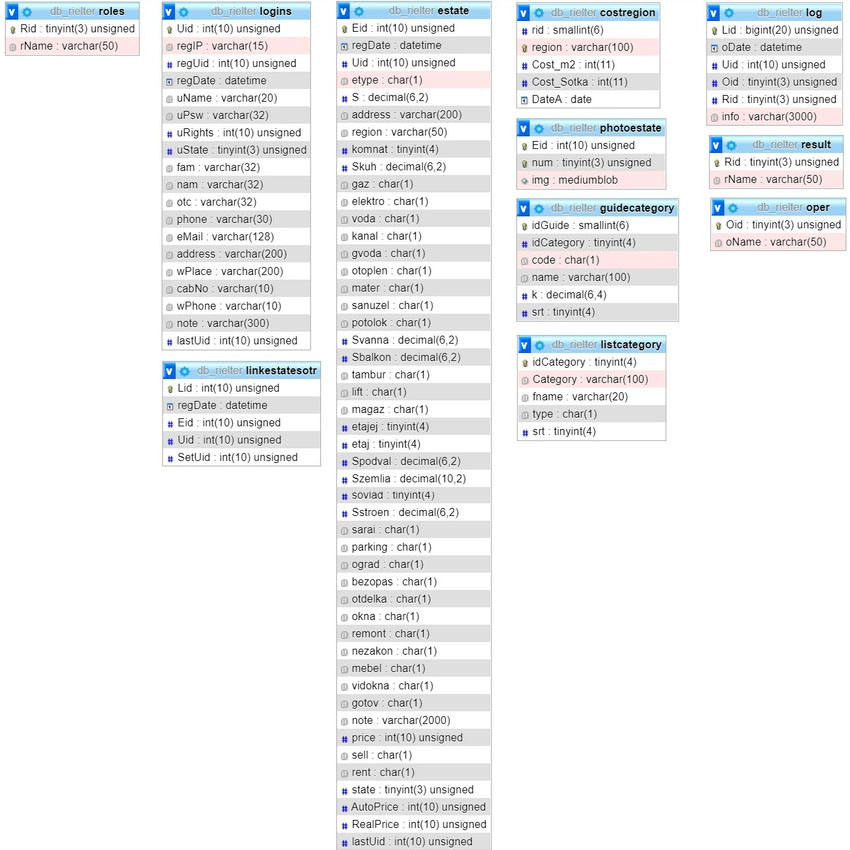 db_rielter roles
Rid : tinyint(3) unsigned
rName : varchar(50)
db_rielter logins
Uid : int(10) unsigned
regIP : varchar(15)
regUid : int(10) unsigned
regDate : datetime
uName : varchar(20)
uPsw : varchar(32)
uRights : int(10) unsigned
uState : tinyint(3) unsigned
fam : varchar(32)
nam : varchar(32)
otc : varchar(32)
phone : varchar(30)
eMail : varchar(128)
address : varchar(200)
wPlace : varchar(200)
cabNo : varchar(10)
wPhone : varchar(10)
note : varchar(300)
lastUid : int(10) unsigned
db_rielter linkestatesotr
Lid : int(10) unsigned
regDate : datetime
Eid : int(10) unsigned
Uid : int(10) unsigned
SetUid : int(10) unsigned
db_rielter estate
Eid : int(10) unsigned
regDate : datetime
Uid : int(10) unsigned
etype : char(1)
S : decimal(6,2)
address : varchar(200)
region : varchar(50)
komnat : tinyint(4)
Skuh : decimal(6,2)
gaz : char(1)
elektro : char(1)
voda : char(1)
kanal : char(1)
gvoda : char(1)
otoplen : char(1)
mater : char(1)
sanuzel : char(1)
potolok : char(1)
Svanna : decimal(6,2)
Sbalkon : decimal(6,2)
tambur : char(1)
lift : char(1)
magaz : char(1)
etajej : tinyint(4)
etaj : tinyint(4)
Spodval : decimal(6,2)
Szemlia : decimal(10,2)
sovlad : tinyint(4)
Sstroen : decimal(6,2)
sarai : char(1)
parking : char(1)
ograd : char(1)
bezopas : char(1)
otdelka : char(1)
okna : char(1)
remont : char(1)
nezakon : char(1)
mebel : char(1)
vidokna : char(1)
gotov : char(1)
note : varchar(2000)
price : int(10) unsigned
sell : char(1)
rent : char(1)
state : tinyint(3) unsigned
AutoPrice : int(10) unsigned
RealPrice : int(10) unsigned
lastUid : int(10) unsigned
db_rielter costregion
rid : smallint(6)
region : varchar(100)
Cost_m2 : int(11)
Cost_Sotka : int(11)
DateA : date
db_rielter photoestate
Eid : int(10) unsigned
num : tinyint(3) unsigned
img : mediumblob
db_rielter guidecategory
idGuide : smallint(6)
idCategory : tinyint(4)
code : char(1)
name : varchar(100)
k : decimal(6,4)
srt : tinyint(4)
db_rielter listcategory
idCategory : tinyint(4)
Category : varchar(100)
fname : varchar(20)
type : char(1)
srt : tinyint(4)
db_rielter log
Lid : bigint(20) unsigned
oDate : datetime
Uid : int(10) unsigned
Oid : tinyint(3) unsigned
Rid : tinyint(3) unsigned
info : varchar(3000)
db_rielter result
Rid : tinyint(3) unsigned
rName : varchar(50)
db_rielter oper
Oid : tinyint(3) unsigned
oName : varchar(50)